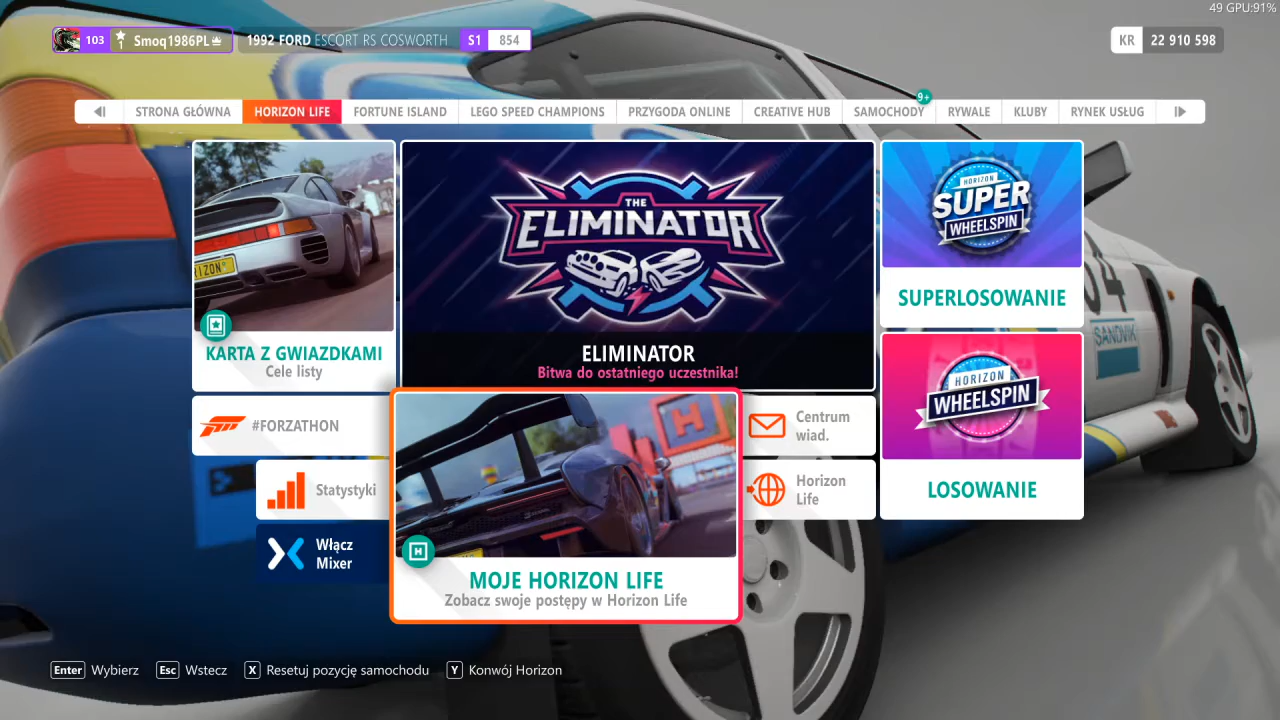 49 GPU:91%
103
1 Smoq1986PL
1992 FORD ESCORT RS COSWORTH
S1 854
KR 22 910 598
STRONA GŁÓWNA
HORIZON LIFE
FORTUNE ISLAND
LEGO SPEED CHAMPIONS
PRZYGODA ONLINE
CREATIVE HUB
SAMOCHODY
9+
RYWALE
KLUBY
RYNEK USŁUG
KARTA Z GWIAZDKAMI
Cele listy
THE
ELIMINATOR
ELIMINATOR
Bitwa do ostatniego uczestnika!
HORIZON
SUPER
WHEELSPIN
SUPERLOSOWANIE
#FORZATHON
Statystyki
Włącz
Mixer
H
H
MOJE HORIZON LIFE
Zobacz swoje postępy w Horizon Life
Centrum
wiad.
Horizon
Life
HORIZON
WHEELSPIN
LOSOWANIE
SANDVIK
Enter Wybierz
Esc Wstecz
X Resetuj pozycję samochodu
Y Konwój Horizon